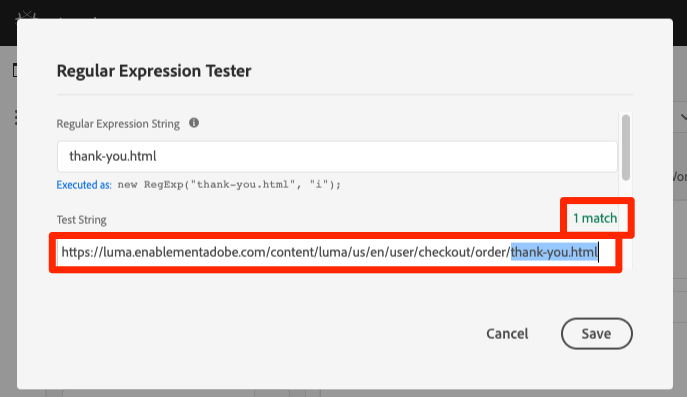 Regular Expression Tester
Regular Expression String
thank-you.html
Executed as: new RegExp("thank-you.html", "i");
Test String
1 match
https://luma.enablementadobe.com/content/luma/us/en/user/checkout/order/thank-you.html
Cancel
Save